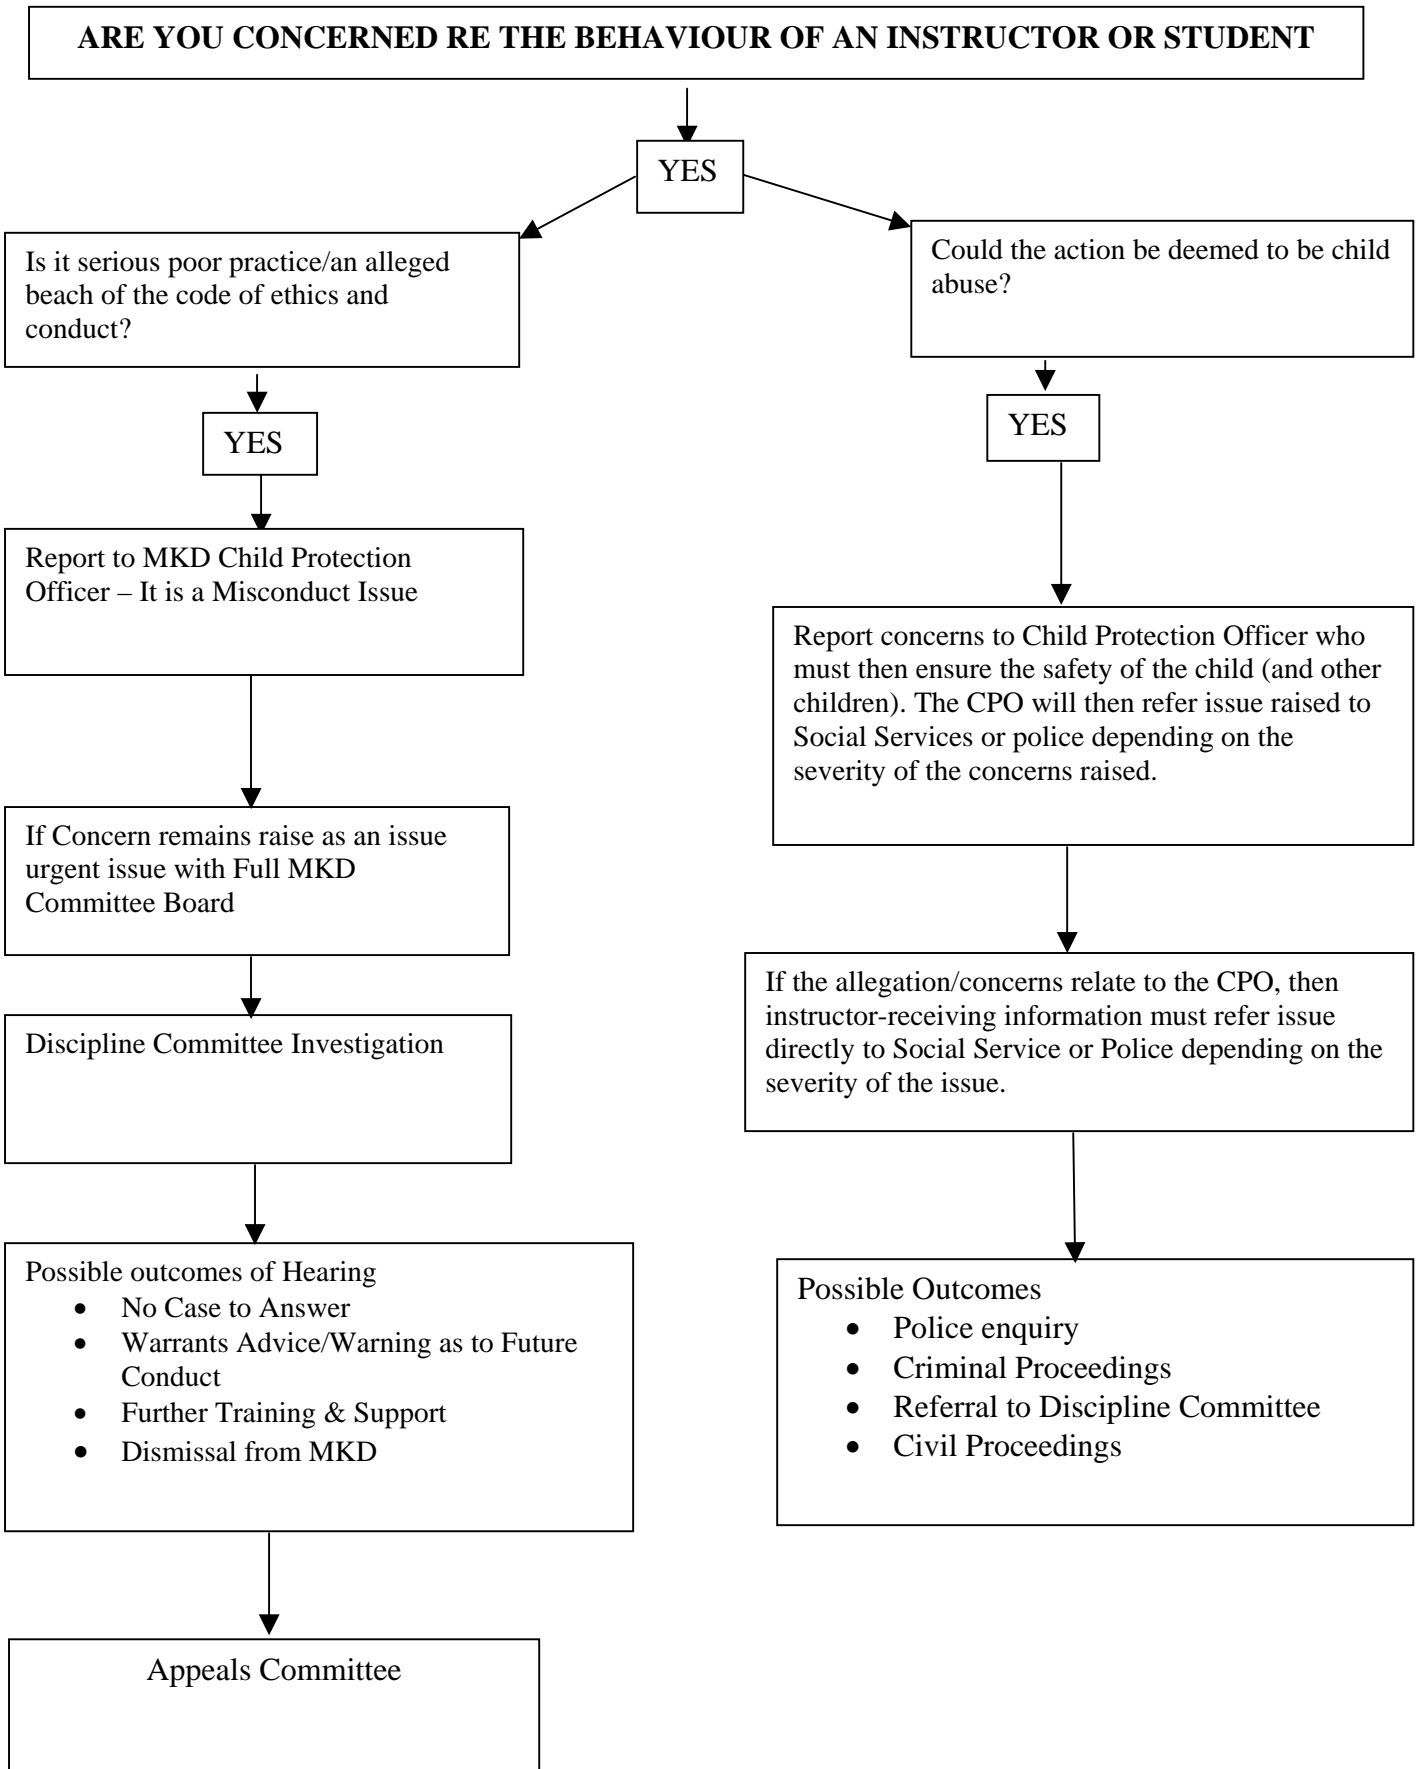 ARE YOU CONCERNED RE THE BEHAVIOUR OF AN INSTRUCTOR OR STUDENT
YES
Is it serious poor practice/an alleged
beach of the code of ethics and
conduct?
YES
Report to MKD Child Protection
Officer – It is a Misconduct Issue
If Concern remains raise as an issue
urgent issue with Full MKD
Committee Board
Discipline Committee Investigation
Possible outcomes of Hearing
• No Case to Answer
• Warrants Advice/Warning as to Future
Conduct
• Further Training & Support
• Dismissal from MKD
Appeals Committee
Could the action be deemed to be child
abuse?
YES
Report concerns to Child Protection Officer who
must then ensure the safety of the child (and other
children). The CPO will then refer issue raised to
Social Services or police depending on the
severity of the concerns raised.
If the allegation/concerns relate to the CPO, then
instructor-receiving information must refer issue
directly to Social Service or Police depending on the
severity of the issue.
Possible Outcomes
• Police enquiry
• Criminal Proceedings
• Referral to Discipline Committee
• Civil Proceedings